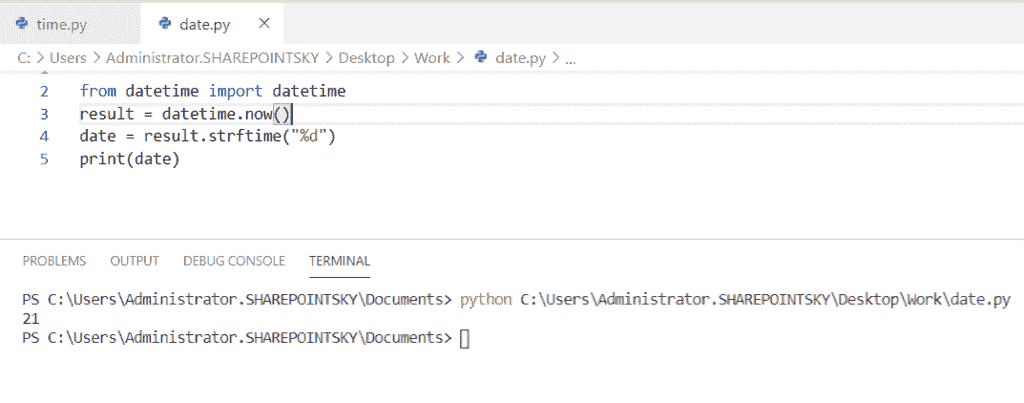 time.py date.py ×
C: > Users > Administrator.SHAREPOINTSKY > Desktop > Work > date.py > ...
2 from datetime import datetime
3 result = datetime.now()
4 date = result.strftime("%d")
5 print(date)
PROBLEMS OUTPUT DEBUG CONSOLE TERMINAL
PS C:\Users\Administrator.SHAREPOINTSKY\Documents> python C:\Users\Administrator.SHAREPOINTSKY\Desktop\Work\date.py
21
PS C:\Users\Administrator.SHAREPOINTSKY\Documents>